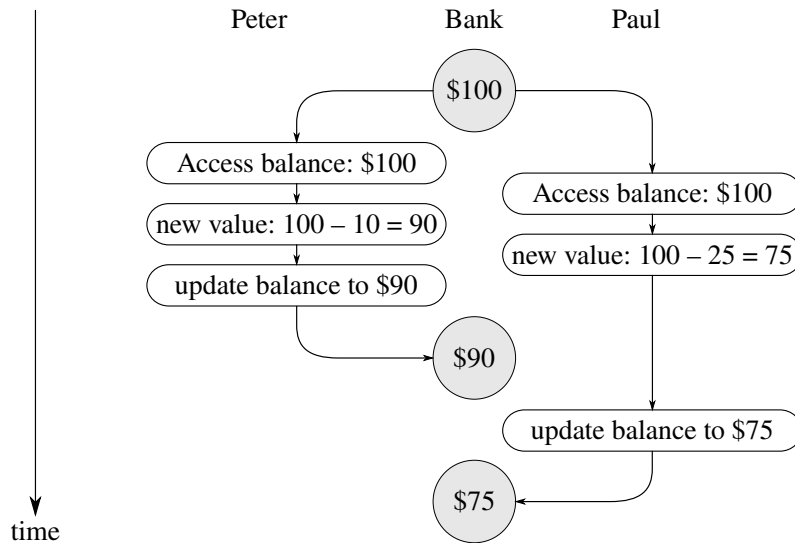 Peter Bank Paul
$100
Access balance: $100
Access balance: $100
new value: 100 – 10 = 90
new value: 100 – 25 = 75
update balance to $90
$90
update balance to $75
$75
time